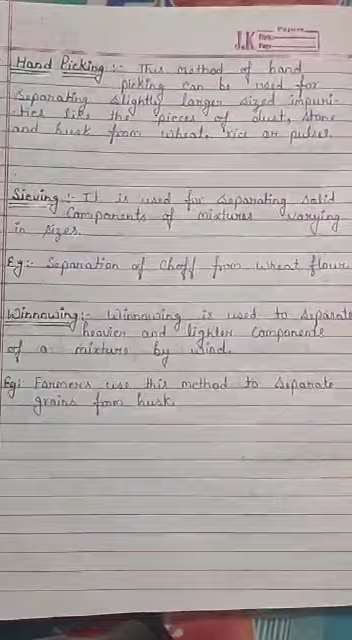 J.K
Hand Picking :- This method of hand
picking can be used for
separating slightly larger sized impuri-
ties like the pieces of dust, stone
and husk from wheat, rice or pulses.
Sieving :- It is used for separating solid
components of mixtures varying
in sizes.
Eg:- Separation of chaff from wheat flour.
Winnowing :- Winnowing is used to separate
heavier and lighter components
of a mixture by wind.
Eg: Farmers use this method to separate
grains from husk.